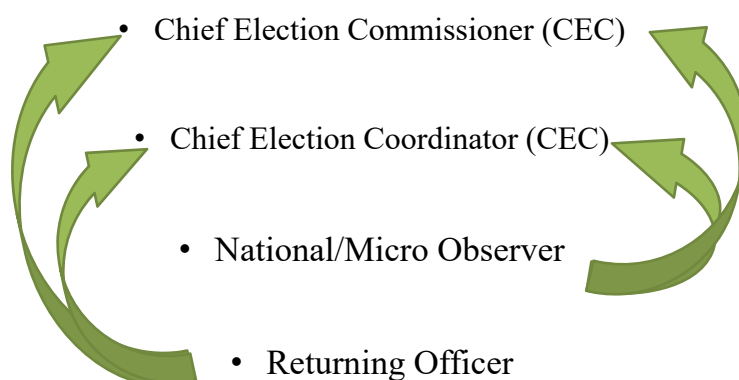 • Chief Election Commissioner (CEC)
• Chief Election Coordinator (CEC)
• National/Micro Observer
• Returning Officer